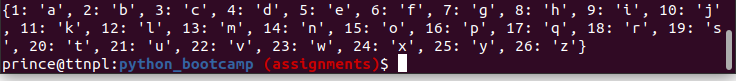 {1: 'a', 2: 'b', 3: 'c', 4: 'd', 5: 'e', 6: 'f', 7: 'g', 8: 'h', 9: 'i', 10: 'j'
, 11: 'k', 12: 'l', 13: 'm', 14: 'n', 15: 'o', 16: 'p', 17: 'q', 18: 'r', 19: 's
', 20: 't', 21: 'u', 22: 'v', 23: 'w', 24: 'x', 25: 'y', 26: 'z'}
prince@ttnpl:python_bootcamp (assignments)$